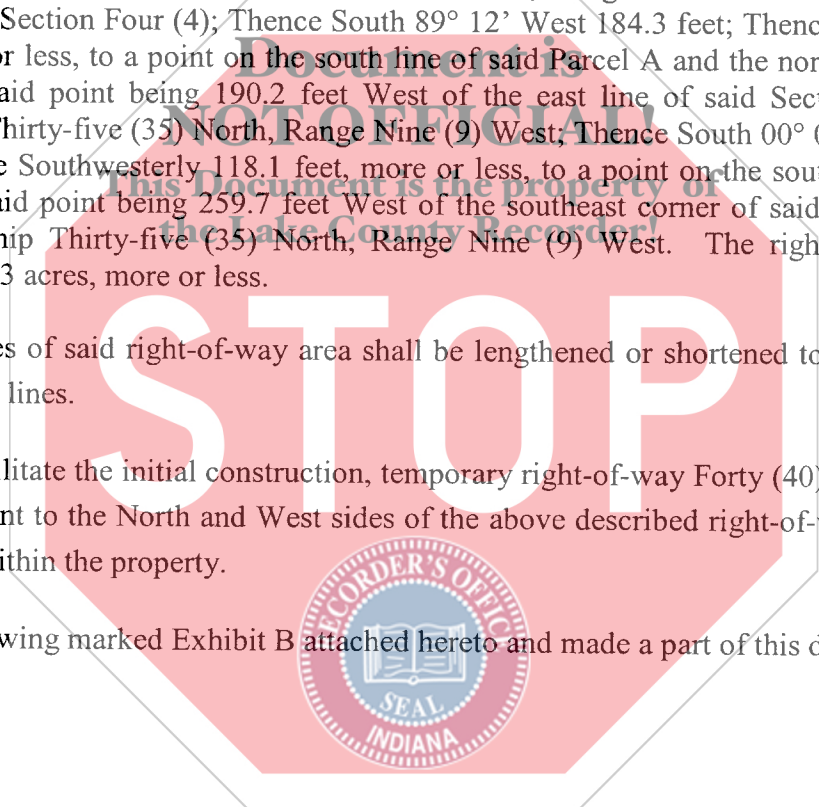 Section Four (4); Thence South 89° 12’ West 184.3 feet; Thenc
or less, to a point on the south line of said Parcel A and the nor
aid point being 190.2 feet West of the east line of said Sec
Thirty-five (35) North, Range Nine (9) West; Thence South 00° 0
e Southwesterly 118.1 feet, more or less, to a point on the sou
aid point being 259.7 feet West of the southeast corner of said
hip Thirty-five (35) North, Range Nine (9) West. The righ
3 acres, more or less.
es of said right-of-way area shall be lengthened or shortened to
lines.
litate the initial construction, temporary right-of-way Forty (40)
nt to the North and West sides of the above described right-of-
ithin the property.
wing marked Exhibit B attached hereto and made a part of this d
Document is
NOT OFFICIAL!
This Document is the property of
the Lake County Recorder!
STOP
RECORDER'S OFFICE
SEAL
INDIANA